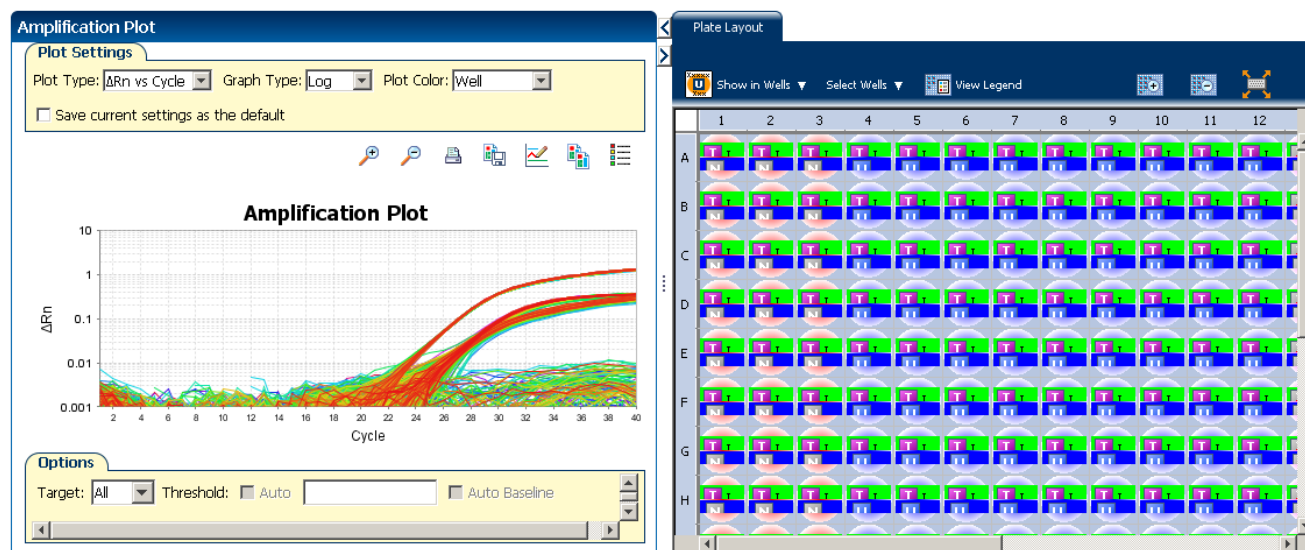 Amplification Plot
Plot Settings
Plot Type: ΔRn vs Cycle Graph Type: Log Plot Color: Well
Save current settings as the default
Amplification Plot
10
1
0.1
0.01
0.001
ΔRn
2 4 6 8 10 12 14 16 18 20 22 24 26 28 30 32 34 36 38 40
Cycle
Options
Target: All Threshold: Auto Auto Baseline
Plate Layout
U Show in Wells ▼ Select Wells ▼ View Legend
1 2 3 4 5 6 7 8 9 10 11 12
A T T T T T T T T T T T T
N N N U U U U U U U U U
B T T T T T T T T T T T T
N N N U U U U U U U U U
C T T T T T T T T T T T T
N N N U U U U U U U U U
D T T T T T T T T T T T T
N N N U U U U U U U U U
E T T T T T T T T T T T T
N N N U U U U U U U U U
F T T T T T T T T T T T T
N N N U U U U U U U U U
G T T T T T T T T T T T T
N N N U U U U U U U U U
H T T T T T T T T T T T T
N N N U U U U U U U U U